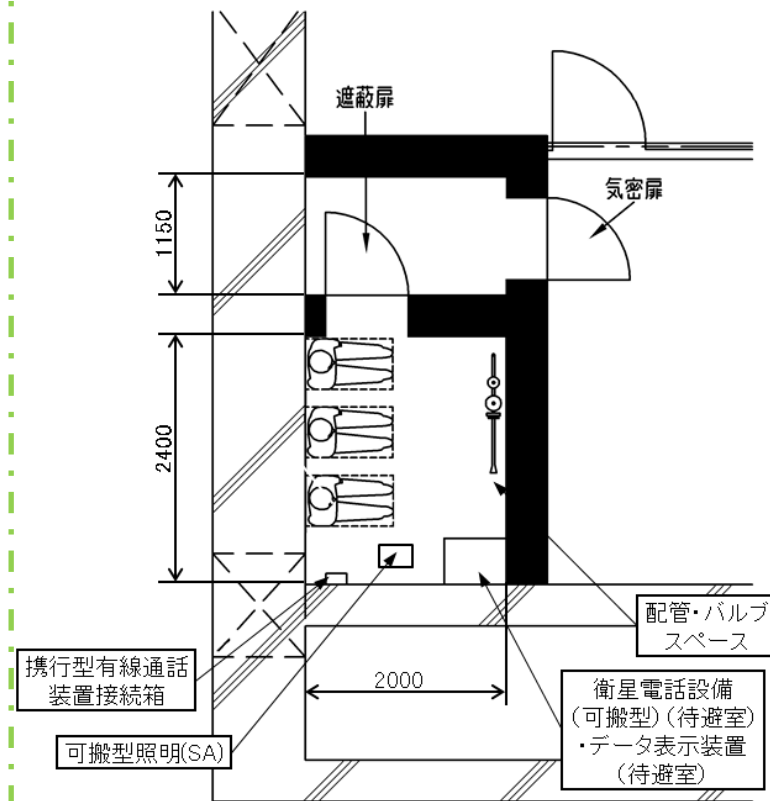 遮蔽扉
気密扉
1150
2400
配管・バルブ
スペース
携行型有線通話
装置接続箱
2000
衛星電話設備
(可搬型)(待避室)
・データ表示装置
(待避室)
可搬型照明(SA)